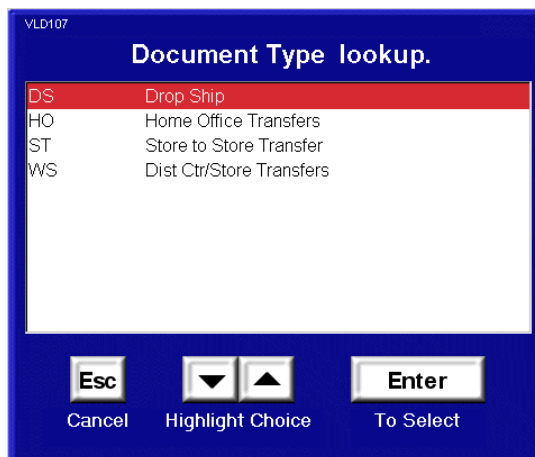 VLD107
Document Type lookup.
DS Drop Ship
HO Home Office Transfers
ST Store to Store Transfer
WS Dist Ctr/Store Transfers
Esc Enter
Cancel Highlight Choice To Select